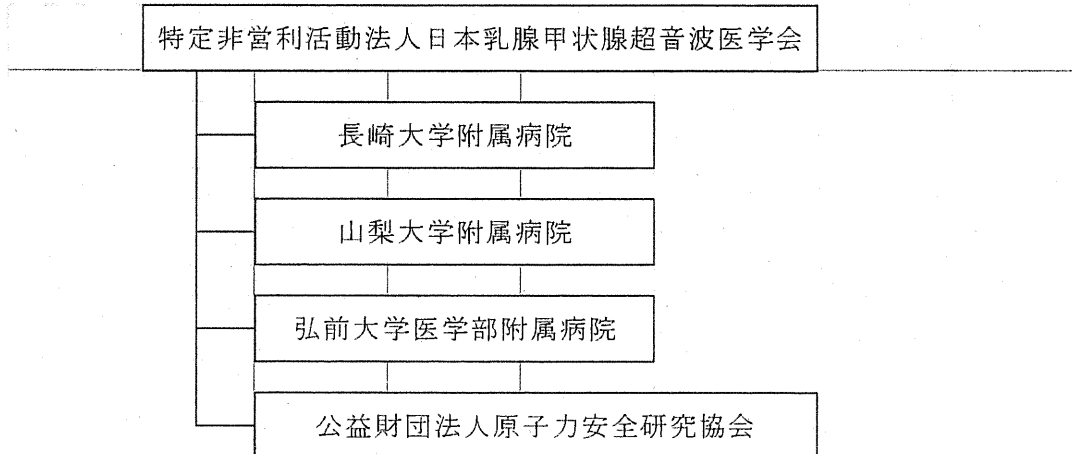 特定非営利活動法人日本乳腺甲状腺超音波医学会
長崎大学附属病院
山梨大学附属病院
弘前大学医学部附属病院
公益財団法人原子力安全研究協会